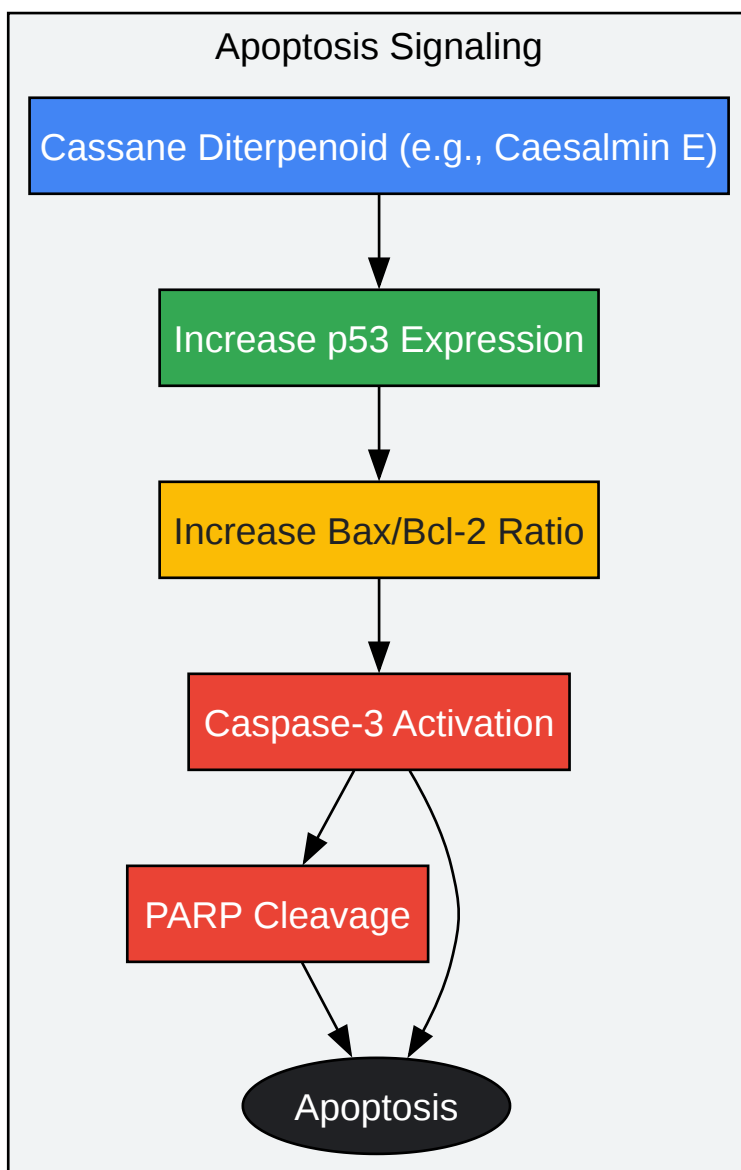 Apoptosis Signaling
Cassane Diterpenoid (e.g., Caesalmin E)
Increase p53 Expression
Increase Bax/Bcl-2 Ratio
Caspase-3 Activation
PARP Cleavage
Apoptosis